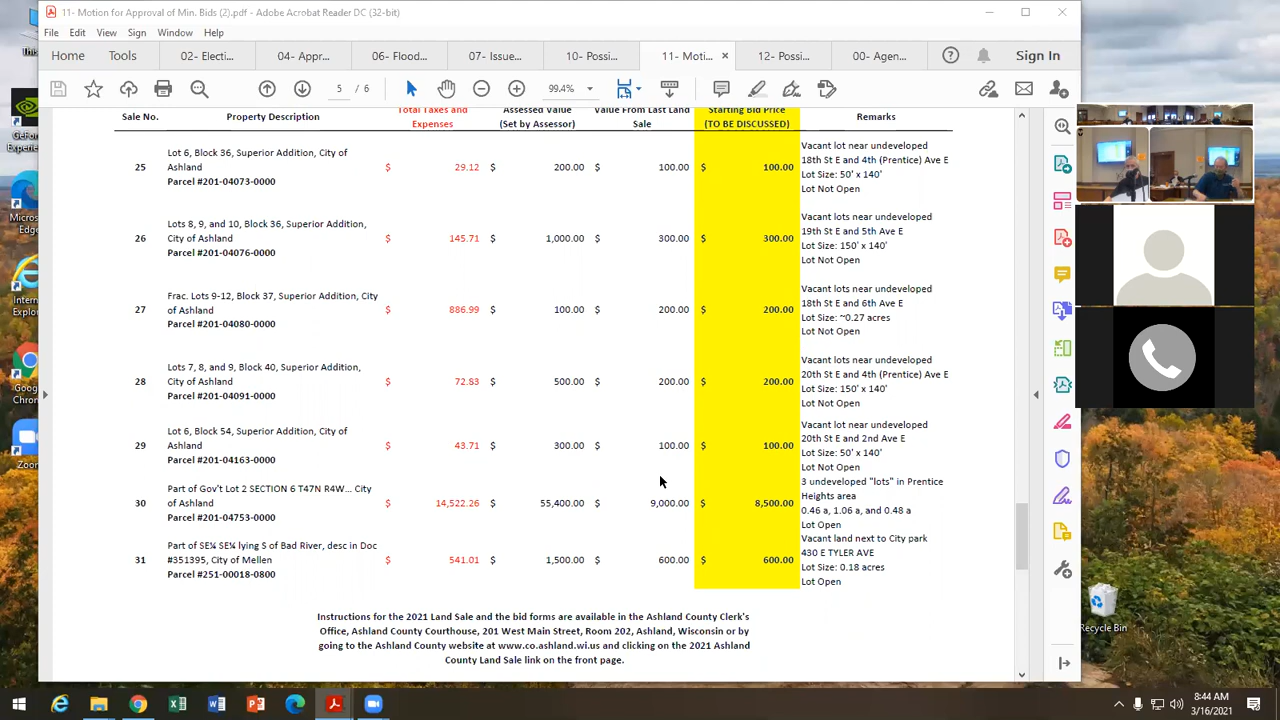 11- Motion for Approval of Min. Bids (2).pdf - Adobe Acrobat Reader DC (32-bit)
File Edit View Sign Window Help
Home Tools 02- Electi... 04- Appr... 06- Flood... 07- Issue... 10- Possi... 11- Moti... × 12- Possi... 00- Agen... Sign In
5 / 6 99.4%
Total Taxes and Assessed Value Value From Last Land Starting Bid Price
Sale No. Property Description Expenses (Set by Assessor) Sale (TO BE DISCUSSED) Remarks
Lot 6, Block 36, Superior Addition, City of
Ashland
Parcel #201-04073-0000
25 $ 29.12 $ 200.00 $ 100.00 $ 100.00
Vacant lot near undeveloped
18th St E and 4th (Prentice) Ave E
Lot Size: 50' x 140'
Lot Not Open
Lots 8, 9, and 10, Block 36, Superior Addition,
City of Ashland
Parcel #201-04076-0000
26 $ 145.71 $ 1,000.00 $ 300.00 $ 300.00
Vacant lots near undeveloped
19th St E and 5th Ave E
Lot Size: 150' x 140'
Lot Not Open
Frac. Lots 9-12, Block 37, Superior Addition, City
of Ashland
Parcel #201-04080-0000
27 $ 886.99 $ 100.00 $ 200.00 $ 200.00
Vacant lots near undeveloped
18th St E and 6th Ave E
Lot Size: ~0.27 acres
Lot Not Open
Lots 7, 8, and 9, Block 40, Superior Addition,
City of Ashland
Parcel #201-04091-0000
28 $ 72.83 $ 500.00 $ 200.00 $ 200.00
Vacant lots near undeveloped
20th St E and 4th (Prentice) Ave E
Lot Size: 150' x 140'
Lot Not Open
Lot 6, Block 54, Superior Addition, City of
Ashland
Parcel #201-04163-0000
29 $ 43.71 $ 300.00 $ 100.00 $ 100.00
Vacant lot near undeveloped
20th St E and 2nd Ave E
Lot Size: 50' x 140'
Lot Not Open
Part of Gov't Lot 2 SECTION 6 T47N R4W... City
of Ashland
Parcel #201-04753-0000
30 $ 14,522.26 $ 55,400.00 $ 9,000.00 $ 8,500.00
3 undeveloped "lots" in Prentice
Heights area
0.46 a, 1.06 a, and 0.48 a
Lot Open
Part of SE¼ SE¼ lying S of Bad River, desc in Doc
#351395, City of Mellen
Parcel #251-00018-0800
31 $ 541.01 $ 1,500.00 $ 600.00 $ 600.00
Vacant land next to City park
430 E TYLER AVE
Lot Size: 0.18 acres
Lot Open
Instructions for the 2021 Land Sale and the bid forms are available in the Ashland County Clerk's
Office, Ashland County Courthouse, 201 West Main Street, Room 202, Ashland, Wisconsin or by
going to the Ashland County website at www.co.ashland.wi.us and clicking on the 2021 Ashland
County Land Sale link on the front page.
This
GeForce
Experience
Microsoft
Edge
Intern
Explor
Goog
Chron
Zoom
Recycle Bin
8:44 AM
3/16/2021